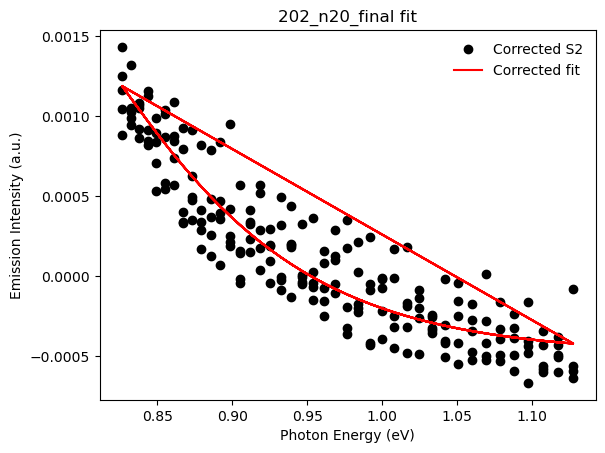 202_n20_final fit
Corrected S2
Corrected fit
Emission Intensity (a.u.)
0.0015
0.0010
0.0005
0.0000
−0.0005
0.85 0.90 0.95 1.00 1.05 1.10
Photon Energy (eV)